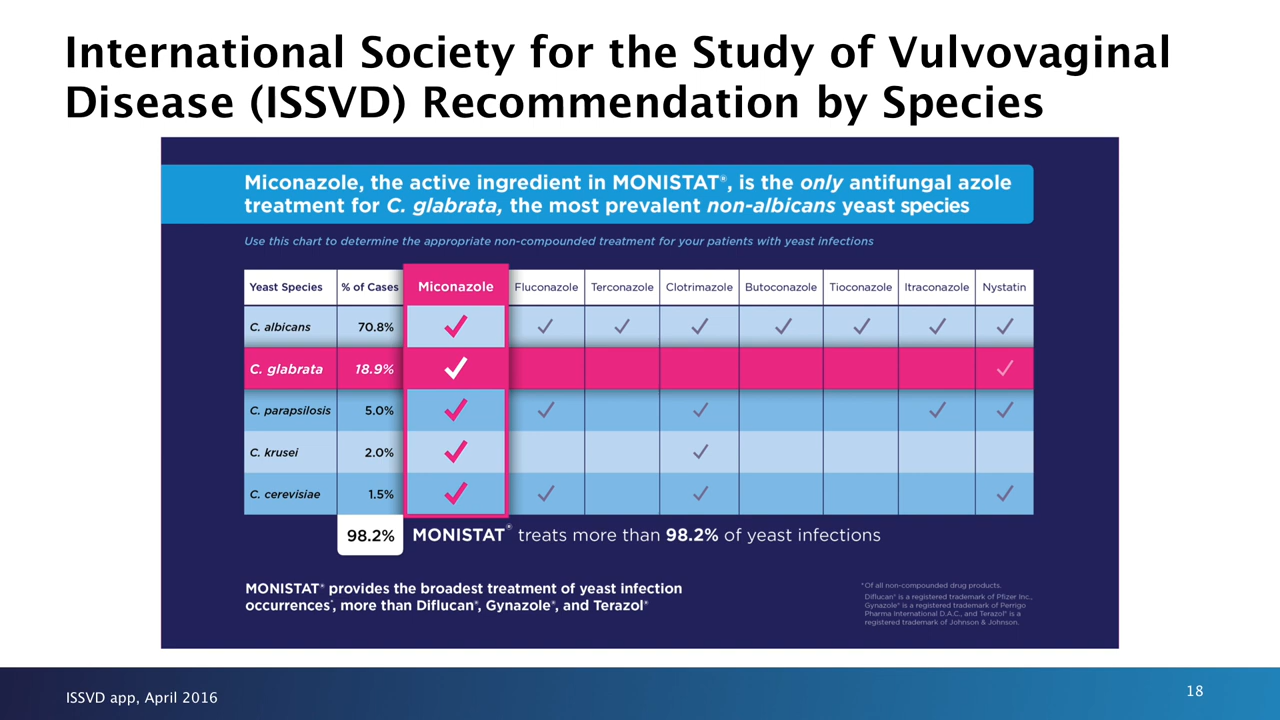 International Society for the Study of Vulvovaginal
Disease (ISSVD) Recommendation by Species
Miconazole, the active ingredient in MONISTAT®, is the only antifungal azole
treatment for C. glabrata, the most prevalent non-albicans yeast species
Use this chart to determine the appropriate non-compounded treatment for your patients with yeast infections
Yeast Species % of Cases Miconazole Fluconazole Terconazole Clotrimazole Butoconazole Tioconazole Itraconazole Nystatin
C. albicans 70.8% ✓ ✓ ✓ ✓ ✓ ✓ ✓ ✓
C. glabrata 18.9% ✓ ✓
C. parapsilosis 5.0% ✓ ✓ ✓ ✓ ✓
C. krusei 2.0% ✓ ✓
C. cerevisiae 1.5% ✓ ✓ ✓ ✓
98.2% MONISTAT® treats more than 98.2% of yeast infections
MONISTAT® provides the broadest treatment of yeast infection
occurrences*, more than Diflucan®, Gynazole®, and Terazol®
*Of all non-compounded drug products.
Diflucan® is a registered trademark of Pfizer Inc.,
Gynazole® is a registered trademark of Perrigo
Pharma International D.A.C., and Terazol® is a
registered trademark of Johnson & Johnson.
ISSVD app, April 2016
18